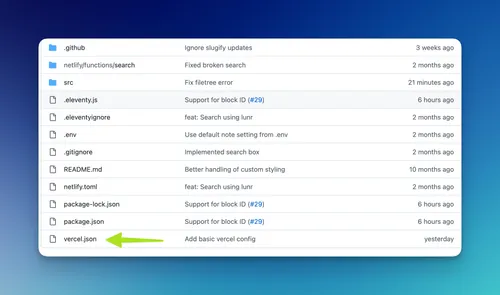 .github Ignore slugify updates 3 weeks ago
netlify/functions/search Fixed broken search 2 months ago
src Fix filetree error 21 minutes ago
.eleventy.js Support for block ID (#29) 6 hours ago
.eleventyignore feat: Search using lunr 2 months ago
.env Use default note setting from .env 2 months ago
.gitignore Implemented search box 2 months ago
README.md Better handling of custom styling 10 months ago
netlify.toml feat: Search using lunr 2 months ago
package-lock.json Support for block ID (#29) 6 hours ago
package.json Support for block ID (#29) 6 hours ago
vercel.json Add basic vercel config yesterday